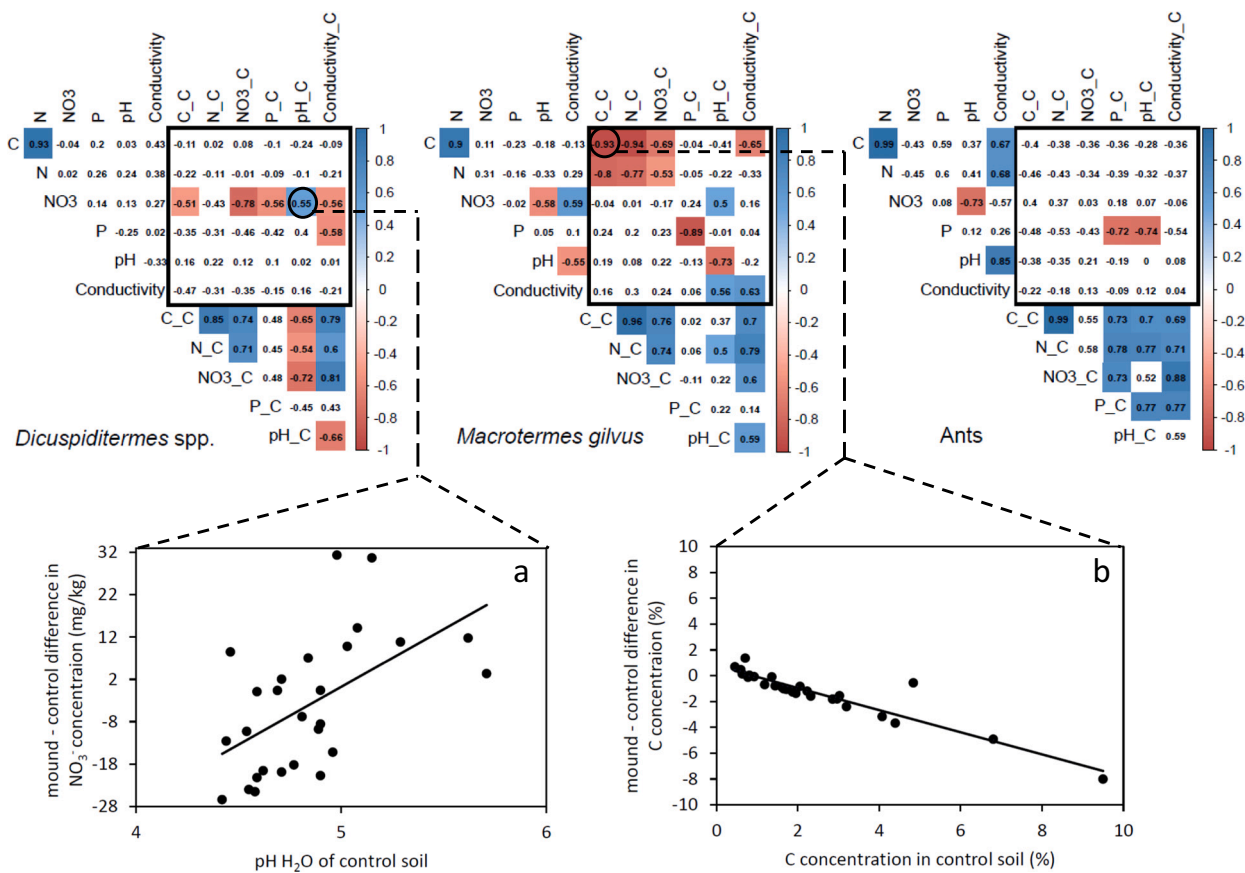 N NO3 P pH Conductivity C_C N_C NO3_C P_C pH_C Conductivity_C
C 0.93 -0.04 0.2 0.03 0.43 -0.11 0.02 0.08 -0.1 -0.24 -0.09
N 0.02 0.26 0.24 0.38 -0.22 -0.11 -0.01 -0.09 -0.1 -0.21
NO3 0.14 0.13 0.27 -0.51 -0.43 -0.78 -0.56 0.55 -0.56
P -0.25 0.02 -0.35 -0.31 -0.46 -0.42 0.4 -0.58
pH -0.33 0.16 0.22 0.12 0.1 0.02 0.01
Conductivity -0.47 -0.31 -0.35 -0.15 0.16 -0.21
C_C 0.85 0.74 0.48 -0.65 0.79
N_C 0.71 0.45 -0.54 0.6
NO3_C 0.48 -0.72 0.81
P_C -0.45 0.43
pH_C -0.66
Dicuspiditermes spp.
1
0.8
0.6
0.4
0.2
0
-0.2
-0.4
-0.6
-0.8
-1
N NO3 P pH Conductivity C_C N_C NO3_C P_C pH_C Conductivity_C
C 0.9 0.11 -0.23 -0.18 -0.13 -0.93 -0.94 -0.69 -0.04 -0.41 -0.65
N 0.31 -0.16 -0.33 0.29 -0.8 -0.77 -0.53 -0.05 -0.22 -0.33
NO3 -0.02 -0.58 0.59 -0.04 0.01 -0.17 0.24 0.5 0.16
P 0.05 0.1 0.24 0.2 0.23 -0.89 -0.01 0.04
pH -0.55 0.19 0.08 0.22 -0.13 -0.73 -0.2
Conductivity 0.16 0.3 0.24 0.06 0.56 0.63
C_C 0.96 0.76 0.02 0.37 0.7
N_C 0.74 0.06 0.5 0.79
NO3_C -0.11 0.22 0.6
P_C 0.22 0.14
pH_C 0.59
Macrotermes gilvus
1
0.8
0.6
0.4
0.2
0
-0.2
-0.4
-0.6
-0.8
-1
N NO3 P pH Conductivity C_C N_C NO3_C P_C pH_C Conductivity_C
C 0.99 -0.43 0.59 0.37 0.67 -0.4 -0.4 -0.36 -0.36 -0.28 -0.36
N -0.45 0.6 0.41 0.68 -0.46 -0.43 -0.34 -0.36 -0.32 -0.37
NO3 0.08 -0.73 -0.57 0.4 0.37 0.03 0.18 0.07 -0.06
P 0.12 0.26 -0.48 -0.53 -0.43 -0.72 -0.74 -0.54
pH 0.85 -0.38 -0.35 0.21 -0.19 0 0.08
Conductivity -0.22 -0.18 0.13 -0.09 0.12 0.04
C_C 0.99 0.55 0.73 0.7 0.69
N_C 0.58 0.78 0.77 0.71
NO3_C 0.73 0.52 0.88
P_C 0.77 0.77
pH_C 0.59
Ants
1
0.8
0.6
0.4
0.2
0
-0.2
-0.4
-0.6
-0.8
-1
a
mound - control difference in
NO₃⁻ concentraion (mg/kg)
32
22
12
2
-8
-18
-28
4 5 6
pH H₂O of control soil
b
mound - control difference in
C concentraion (%)
10
8
6
4
2
0
-2
-4
-6
-8
-10
0 2 4 6 8 10
C concentration in control soil (%)